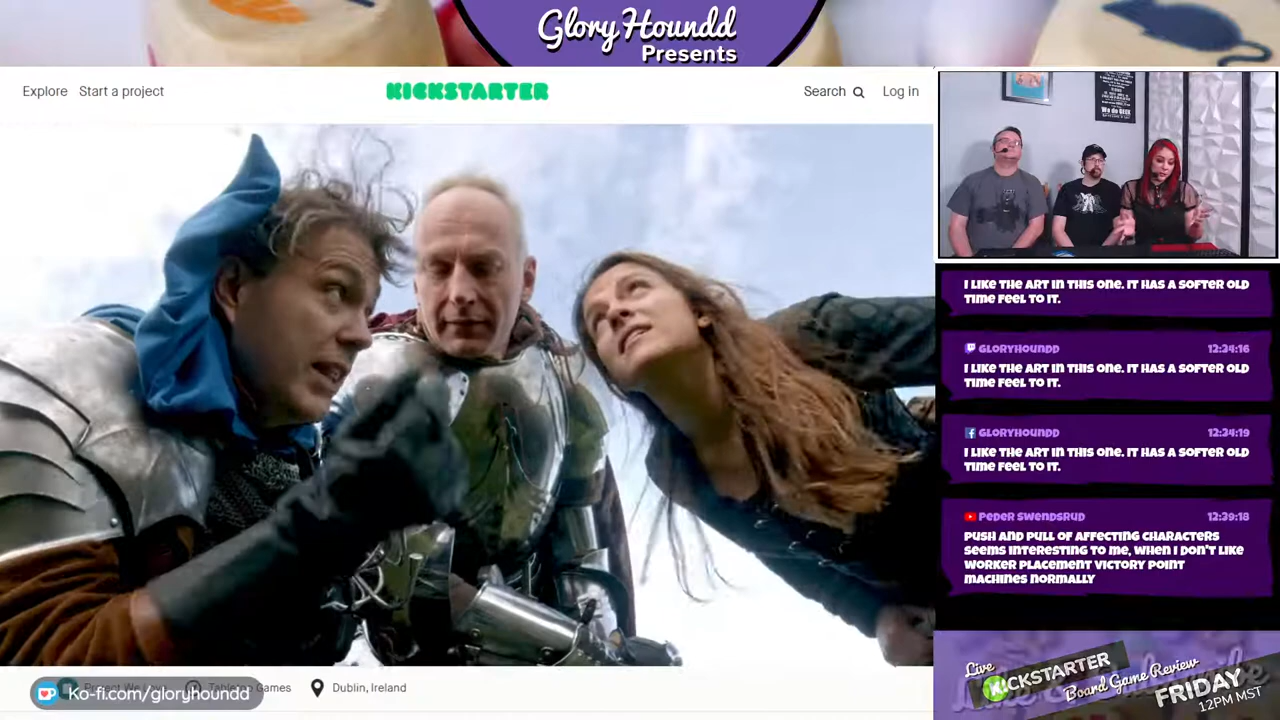 GloryHoundd
Presents
Explore Start a project
KICKSTARTER
Search
Log in
I LIKE THE ART IN THIS ONE. IT HAS A SOFTER OLD
TIME FEEL TO IT.
GLORYHOUNDD 12:34:16
I LIKE THE ART IN THIS ONE. IT HAS A SOFTER OLD
TIME FEEL TO IT.
GLORYHOUNDD 12:34:19
I LIKE THE ART IN THIS ONE. IT HAS A SOFTER OLD
TIME FEEL TO IT.
PEDER SWENDSRUD 12:39:18
PUSH AND PULL OF AFFECTING CHARACTERS
SEEMS INTERESTING TO ME, WHEN I DON'T LIKE
WORKER PLACEMENT VICTORY POINT
MACHINES NORMALLY
Games
Dublin, Ireland
Ko-fi.com/gloryhoundd
Live
KICKSTARTER
Board Game Review
FRIDAY
12PM MST